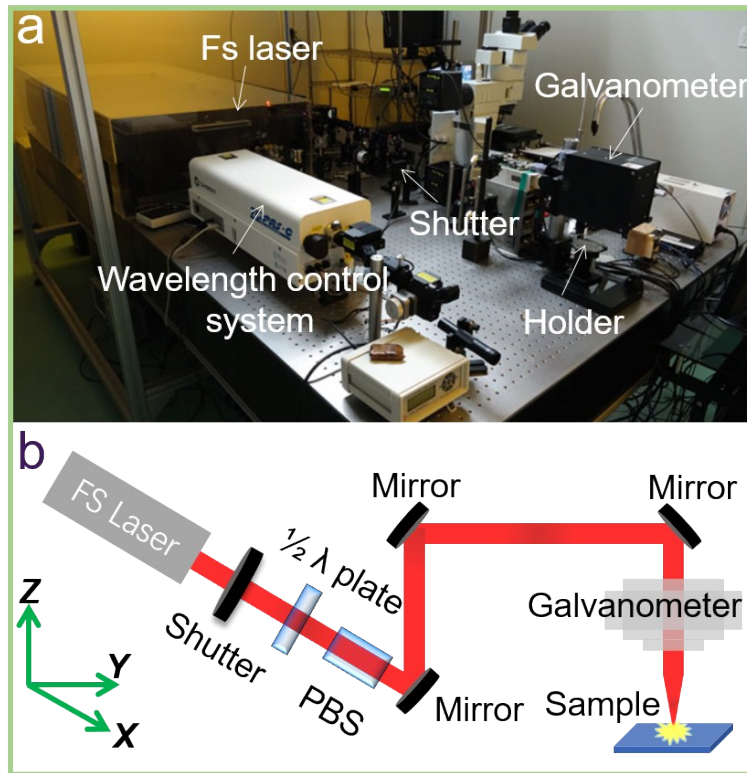 a
Fs laser
Galvanometer
Shutter
Wavelength control
system
Holder
b
Mirror
Mirror
FS Laser
½ λ plate
Z
Galvanometer
Shutter
Y
PBS
Mirror
Sample
X